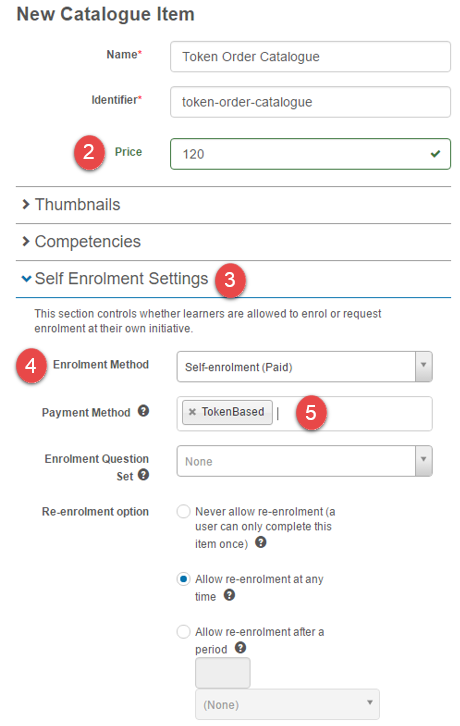 New Catalogue Item
Name*
Token Order Catalogue
Identifier*
token-order-catalogue
2
Price
120
Thumbnails
Competencies
Self Enrolment Settings
3
This section controls whether learners are allowed to enrol or request
enrolment at their own initiative.
4
Enrolment Method
Self-enrolment (Paid)
Payment Method ?
× TokenBased
5
Enrolment Question
Set ?
None
Re-enrolment option
Never allow re-enrolment (a
user can only complete this
item once) ?
Allow re-enrolment at any
time ?
Allow re-enrolment after a
period ?
(None)